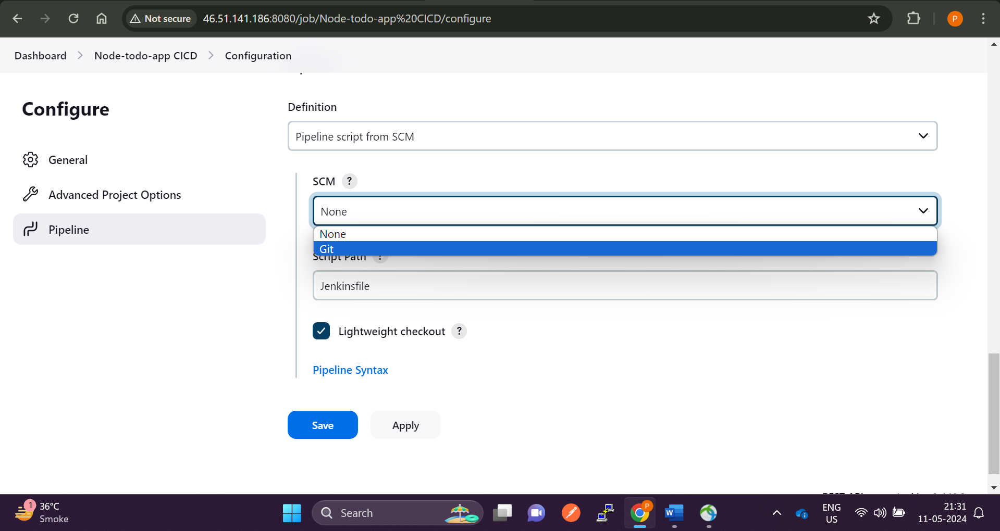 Not secure
46.51.141.186:8080/job/Node-todo-app%20CICD/configure
P
Dashboard > Node-todo-app CICD > Configuration
Configure
General
Advanced Project Options
Pipeline
Definition
Pipeline script from SCM
SCM ?
None
None
Git
Script Path ?
Jenkinsfile
Lightweight checkout ?
Pipeline Syntax
Save
Apply
1
36°C
Smoke
Search
P
W
ENG
US
21:31
11-05-2024